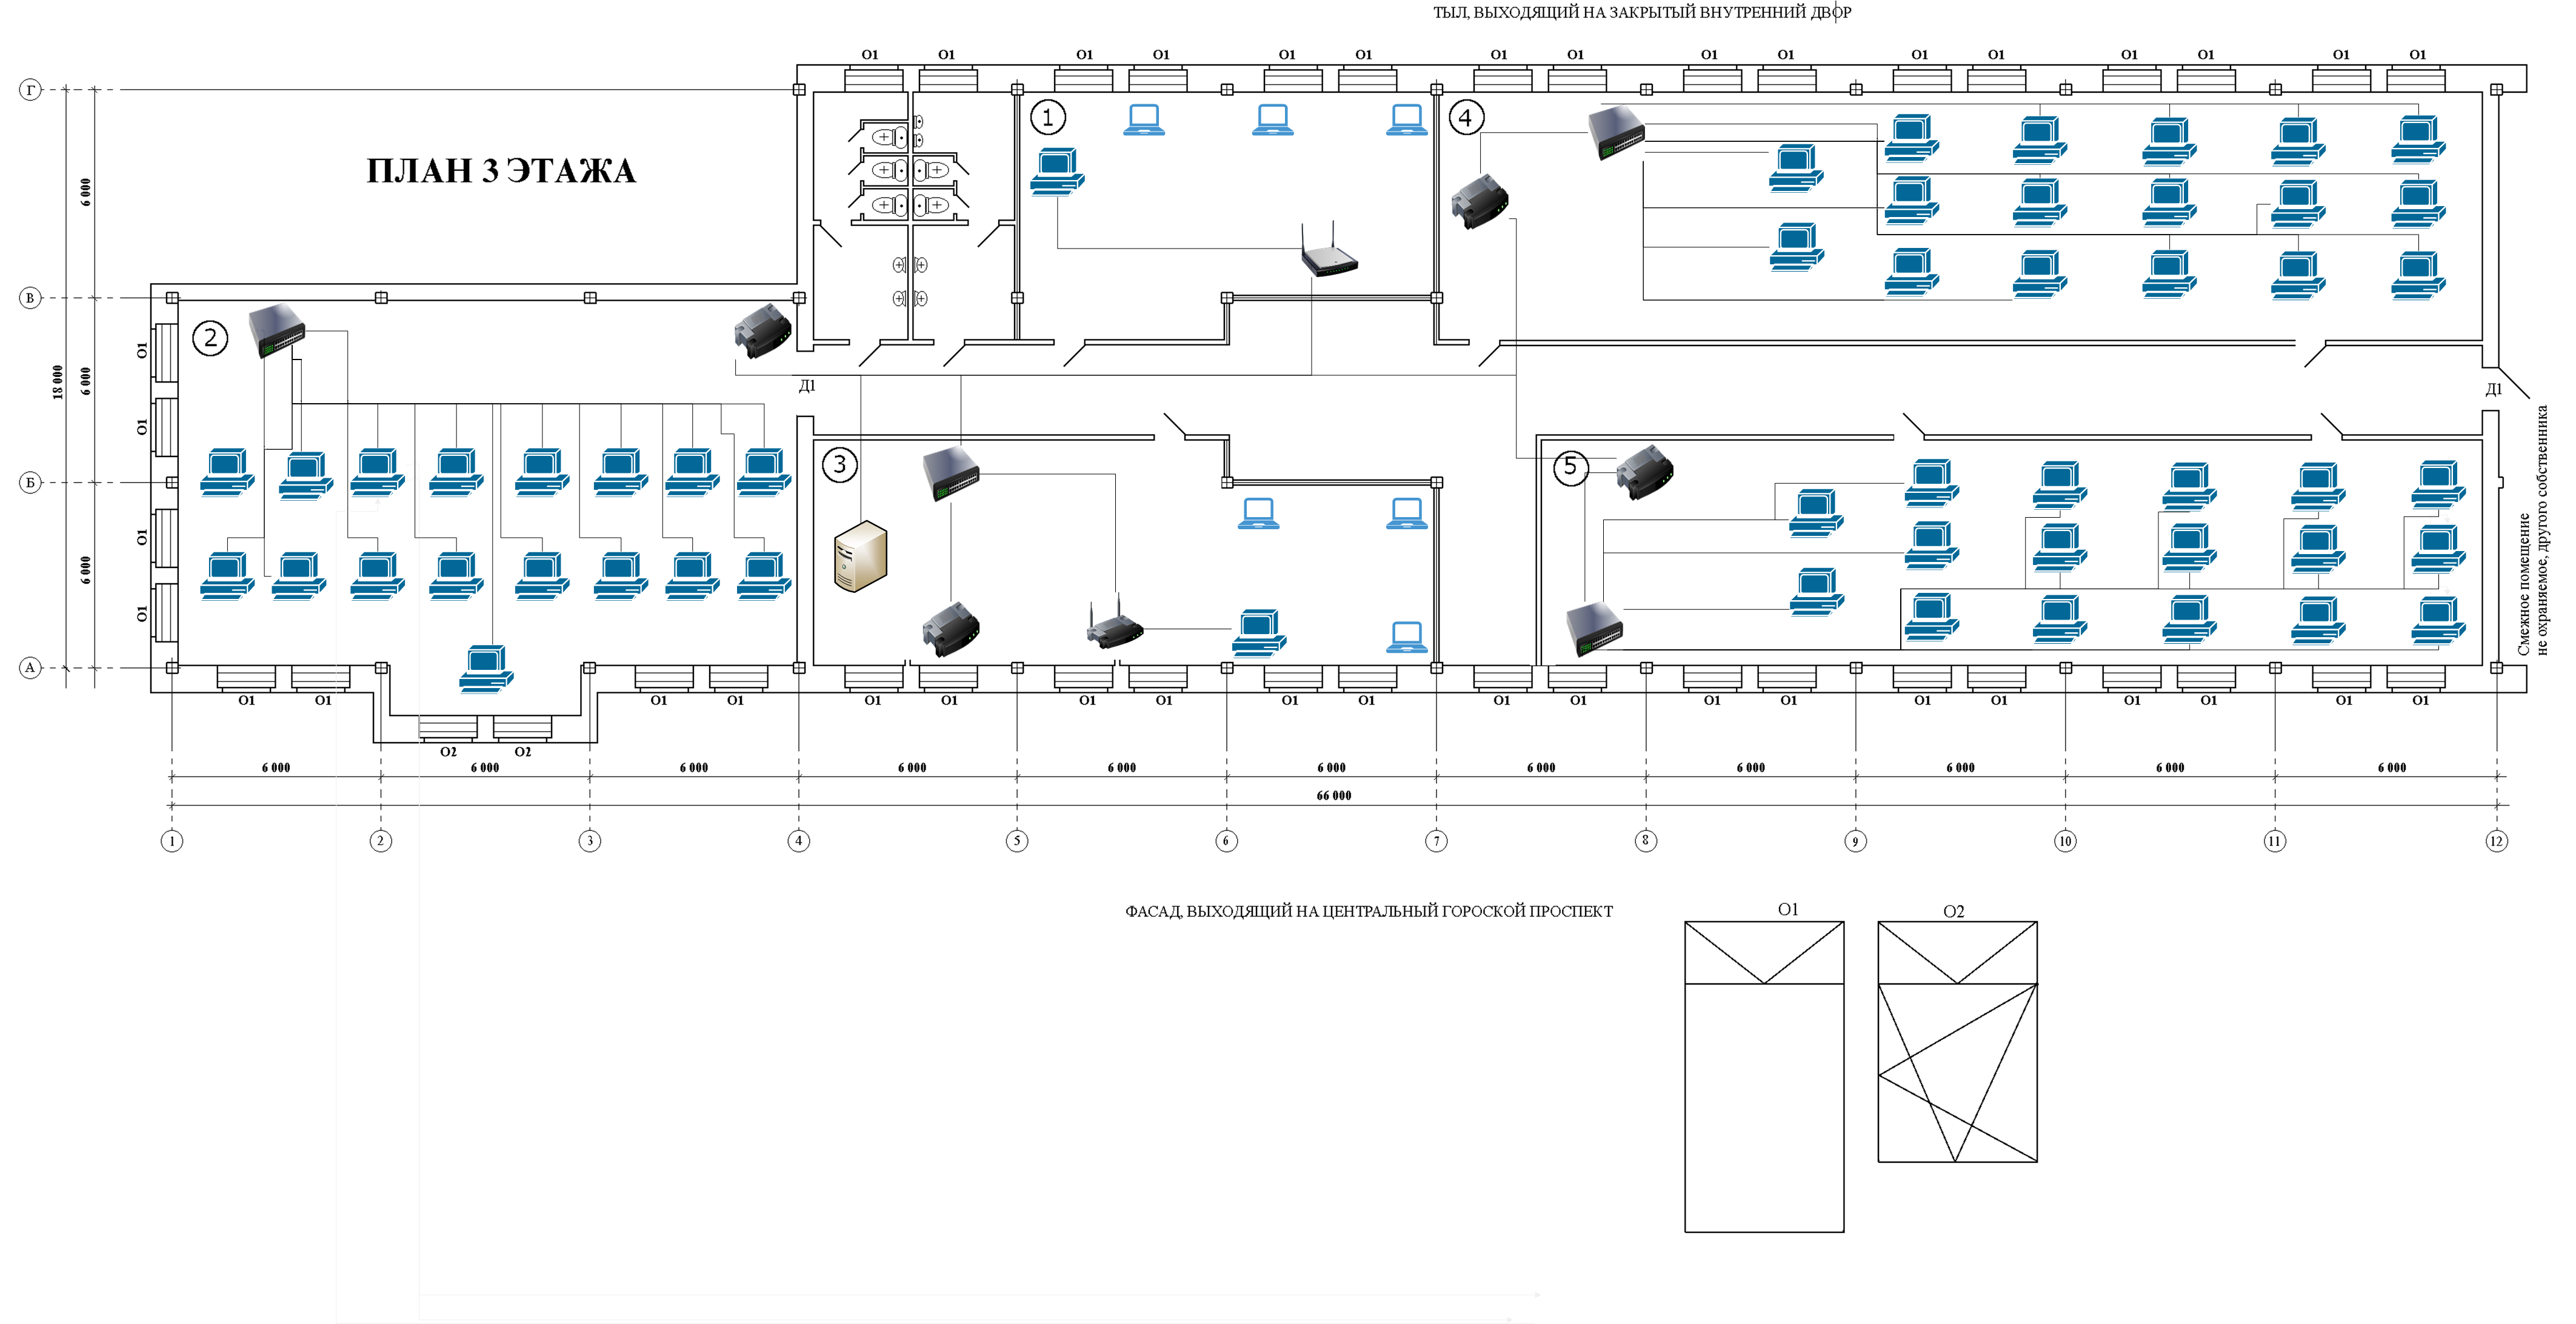 ТЫЛ, ВЫХОДЯЩИЙ НА ЗАКРЫТЫЙ ВНУТРЕННИЙ ДВОР
О1 О1 О1 О1 О1 О1 О1 О1 О1 О1 О1 О1 О1 О1 О1 О1
Г
1
4
ПЛАН 3 ЭТАЖА
6 000
В
2
О1
18 000
6 000
Д1
Д1
О1
3
5
Б
О1
6 000
О1
Смежное помещение
не охраняемое, другого собственника
А
О1 О1 О1 О1 О1 О1 О1 О1 О1 О1 О1 О1 О1 О1 О1 О1 О1 О1 О1 О1
О2 О2
6 000 6 000 6 000 6 000 6 000 6 000 6 000 6 000 6 000 6 000 6 000
66 000
1 2 3 4 5 6 7 8 9 10 11 12
ФАСАД, ВЫХОДЯЩИЙ НА ЦЕНТРАЛЬНЫЙ ГОРОСКОЙ ПРОСПЕКТ
О1 О2